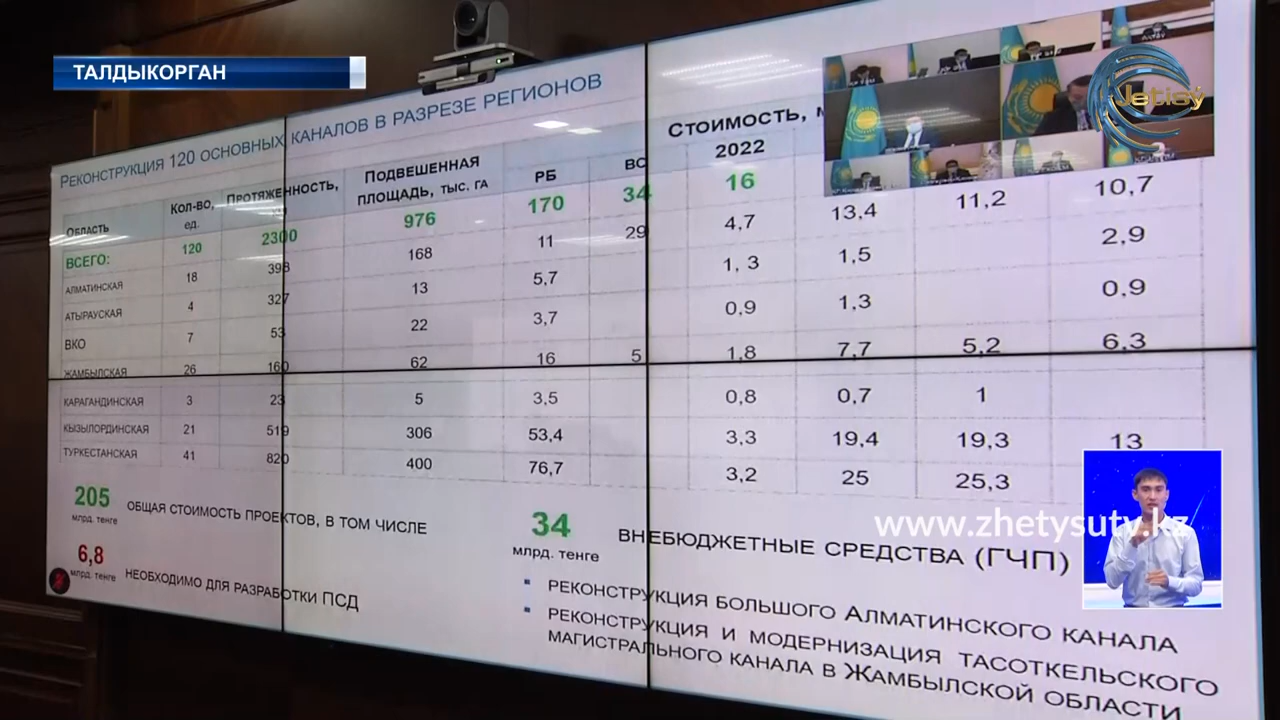 ТАЛДЫКОРГАН
Jetisý
РЕКОНСТРУКЦИЯ 120 ОСНОВНЫХ КАНАЛОВ В РАЗРЕЗЕ РЕГИОНОВ
ОБЛАСТЬ КОЛ-ВО, ЕД. ПРОТЯЖЕННОСТЬ, ПОДВЕШЕННАЯ ПЛОЩАДЬ, ТЫС. ГА РБ СТОИМОСТЬ, 2022
ВСЕГО: 120 2300 976 170 34 16
АЛМАТИНСКАЯ 18 398 168 11 29 4,7 13,4 11,2 10,7
АТЫРАУСКАЯ 4 327 13 5,7 1, 3 1,5 2,9
ВКО 7 53 22 3,7 0,9 1,3 0,9
ЖАМБЫЛСКАЯ 26 160 62 16 5 1,8 7,7 5,2 6,3
КАРАГАНДИНСКАЯ 3 23 5 3,5 0,8 0,7 1
КЫЗЫЛОРДИНСКАЯ 21 519 306 53,4 3,3 19,4 19,3 13
ТУРКЕСТАНСКАЯ 41 820 400 76,7 3,2 25 25,3
205 млрд. тенге ОБЩАЯ СТОИМОСТЬ ПРОЕКТОВ, В ТОМ ЧИСЛЕ
6,8 млрд. тенге НЕОБХОДИМО ДЛЯ РАЗРАБОТКИ ПСД
34 млрд. тенге ВНЕБЮДЖЕТНЫЕ СРЕДСТВА (ГЧП)
▪ РЕКОНСТРУКЦИЯ БОЛЬШОГО АЛМАТИНСКОГО КАНАЛА
▪ РЕКОНСТРУКЦИЯ И МОДЕРНИЗАЦИЯ ТАСОТКЕЛЬСКОГО
МАГИСТРАЛЬНОГО КАНАЛА В ЖАМБЫЛСКОЙ ОБЛАСТИ
www.zhetysutv.kz